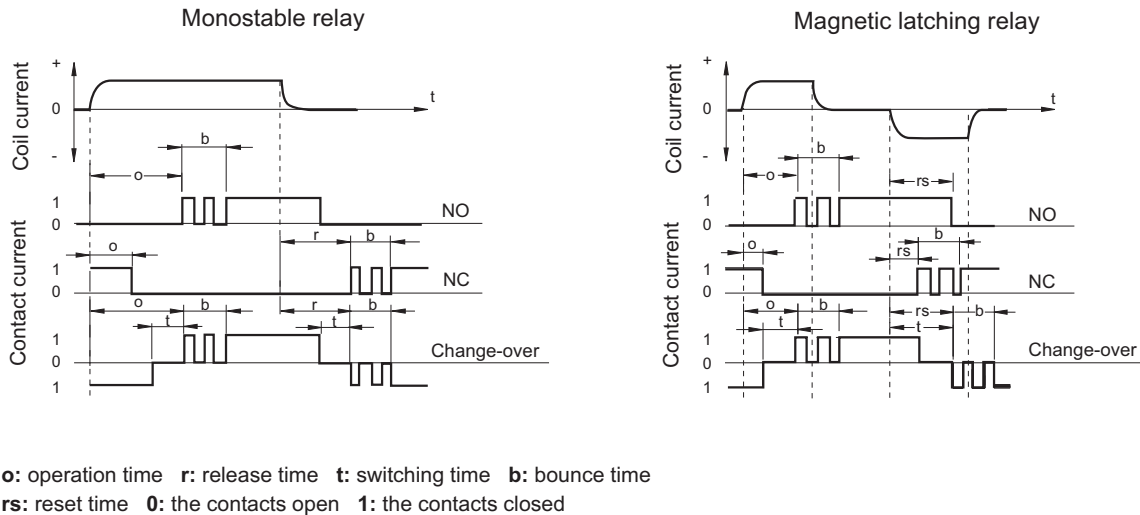 Monostable relay
Magnetic latching relay
Coil current
+
0
-
t
o
b
Contact current
1
0
NO
o
r
b
1
0
NC
o
b
r
b
t
t
1
0
1
Change-over
Coil current
+
0
-
t
o
b
rs
Contact current
1
0
NO
o
rs
b
1
0
NC
o
b
rs
b
t
t
1
0
1
Change-over
o: operation time r: release time t: switching time b: bounce time
rs: reset time 0: the contacts open 1: the contacts closed